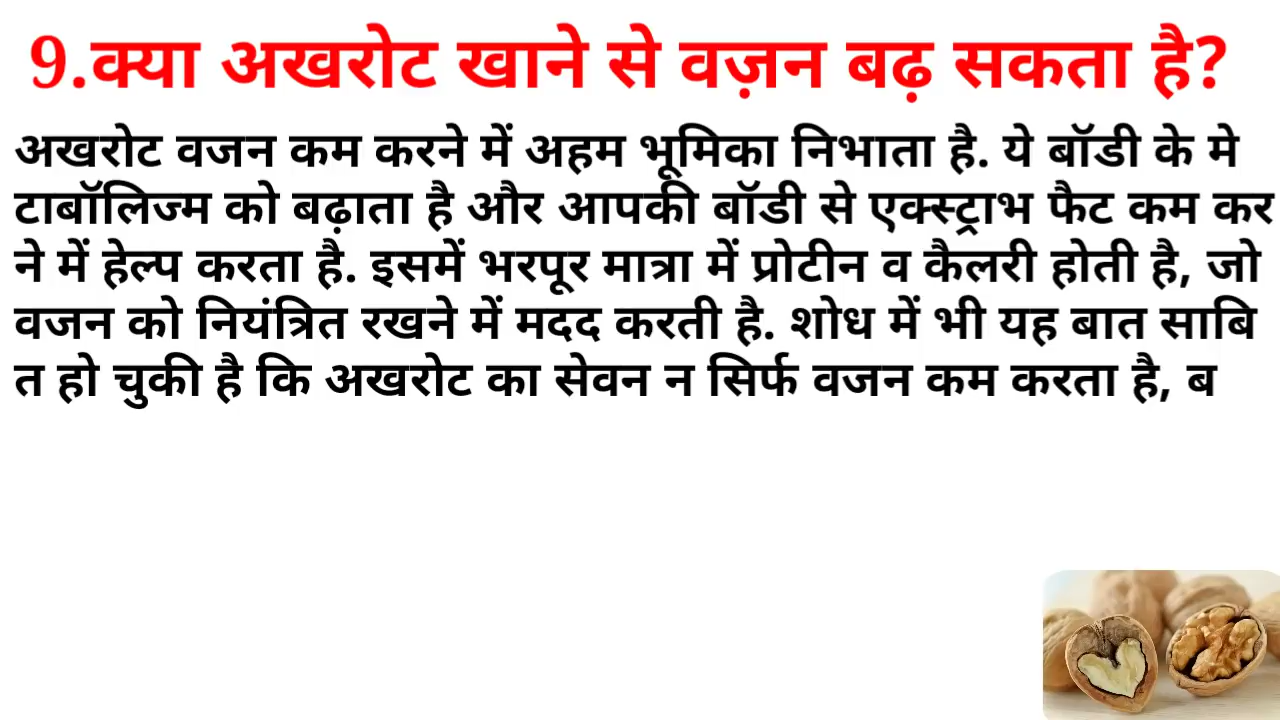 9.क्या अखरोट खाने से वज़न बढ़ सकता है?
अखरोट वजन कम करने में अहम भूमिका निभाता है. ये बॉडी के मे
टाबॉलिज्म को बढ़ाता है और आपकी बॉडी से एक्स्ट्राभ फैट कम कर
ने में हेल्प करता है. इसमें भरपूर मात्रा में प्रोटीन व कैलरी होती है, जो
वजन को नियंत्रित रखने में मदद करती है. शोध में भी यह बात साबि
त हो चुकी है कि अखरोट का सेवन न सिर्फ वजन कम करता है, ब